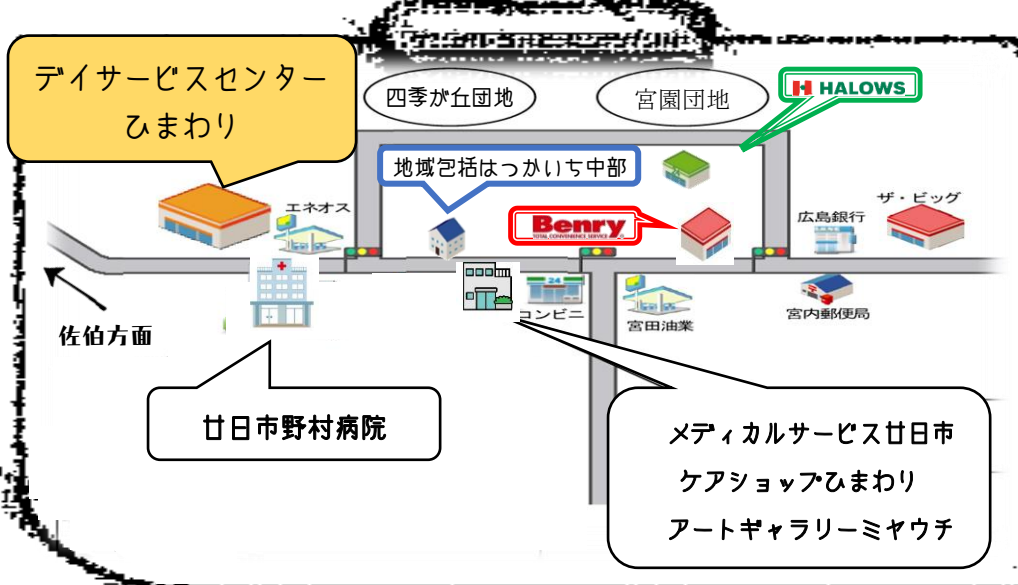 デイサービスセンター
ひまわり
四季が丘団地
宮園団地
HALOWS
地域包括はつかいち中部
エネオス
Benry
TOTAL CONVENIENCE SERVICE
ザ・ビッグ
広島銀行
24
コンビニ
宮田油業
宮内郵便局
佐伯方面
廿日市野村病院
メディカルサービス廿日市
ケアショップひまわり
アートギャラリーミヤウチ